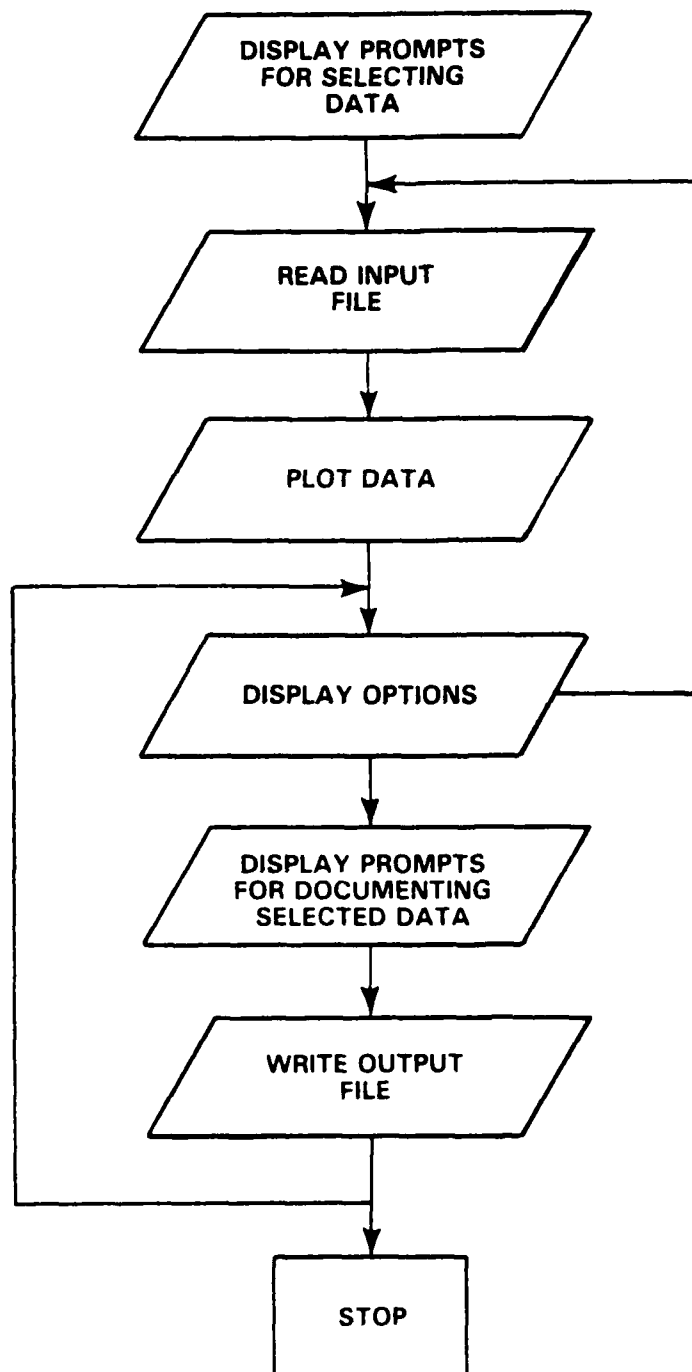 DISPLAY PROMPTS
FOR SELECTING
DATA
READ INPUT
FILE
PLOT DATA
DISPLAY OPTIONS
DISPLAY PROMPTS
FOR DOCUMENTING
SELECTED DATA
WRITE OUTPUT
FILE
STOP